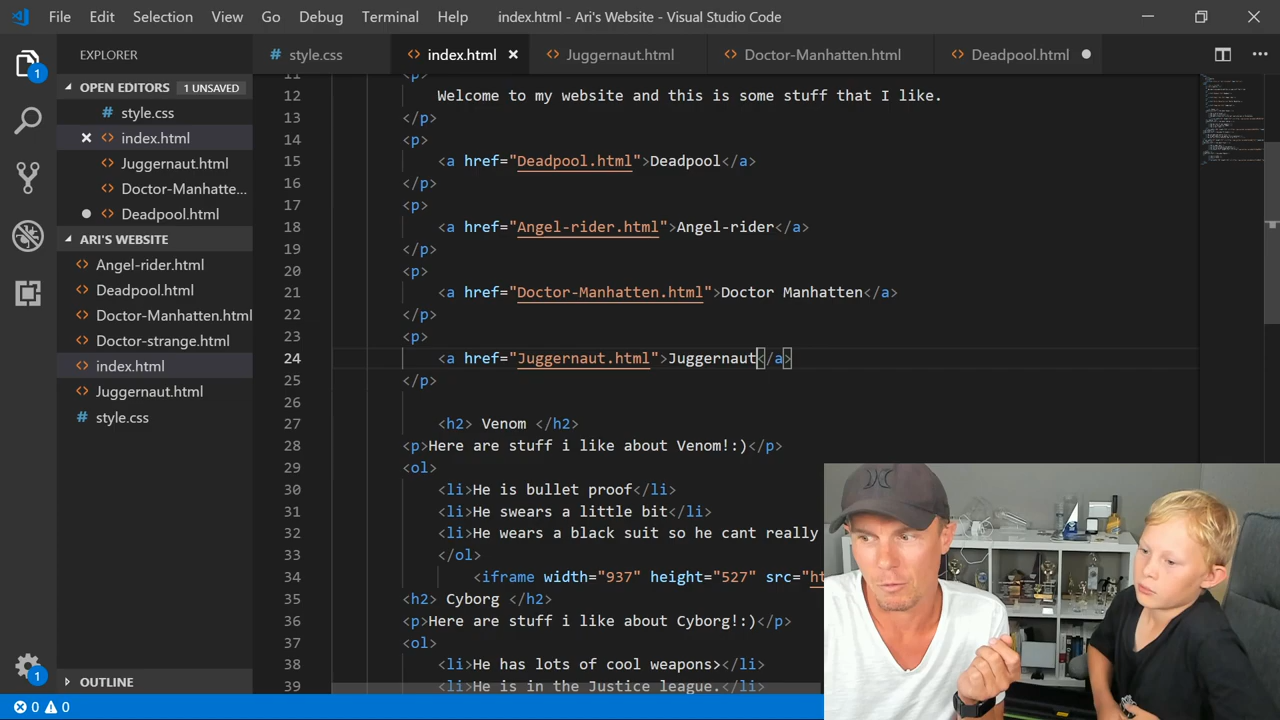 File Edit Selection View Go Debug Terminal Help index.html - Ari's Website - Visual Studio Code
EXPLORER
style.css index.html Juggernaut.html Doctor-Manhatten.html Deadpool.html
1
OPEN EDITORS 1 UNSAVED
style.css
index.html
Juggernaut.html
Doctor-Manhatte...
Deadpool.html
ARI'S WEBSITE
Angel-rider.html
Deadpool.html
Doctor-Manhatten.html
Doctor-strange.html
index.html
Juggernaut.html
style.css
OUTLINE
1
0 0
11 <p>
12 Welcome to my website and this is some stuff that I like.
13 </p>
14 <p>
15 <a href="Deadpool.html">Deadpool</a>
16 </p>
17 <p>
18 <a href="Angel-rider.html">Angel-rider</a>
19 </p>
20 <p>
21 <a href="Doctor-Manhatten.html">Doctor Manhatten</a>
22 </p>
23 <p>
24 <a href="Juggernaut.html">Juggernaut</a>
25 </p>
26
27 <h2> Venom </h2>
28 <p>Here are stuff i like about Venom!:)</p>
29 <ol>
30 <li>He is bullet proof</li>
31 <li>He swears a little bit</li>
32 <li>He wears a black suit so he cant really
33 </ol>
34 <iframe width="937" height="527" src="ht
35 <h2> Cyborg </h2>
36 <p>Here are stuff i like about Cyborg!:)</p>
37 <ol>
38 <li>He has lots of cool weapons></li>
39 <li>He is in the Justice league.</li>